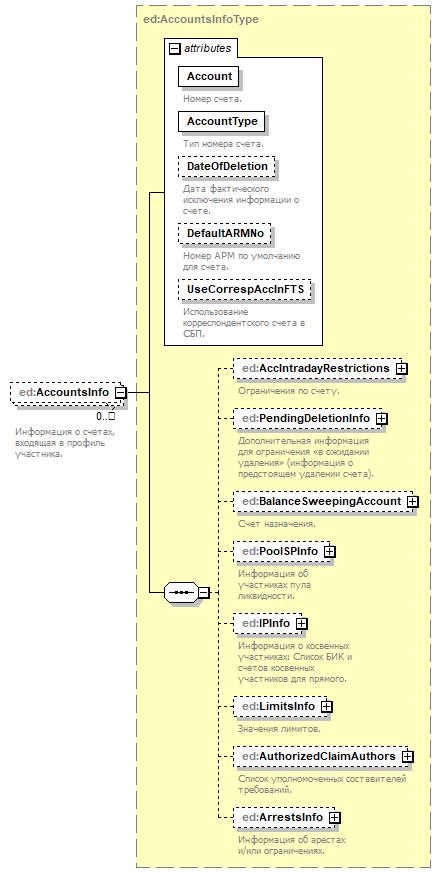 ed:AccountsInfoType
attributes
Account
Номер счета.
AccountType
Тип номера счета.
DateOfDeletion
Дата фактического
исключения информации о
счете.
DefaultARMNo
Номер АРМ по умолчанию
для счета.
UseCorrespAccInFTS
Использование
корреспондентского счета в
СБП.
ed:AccountsInfo
0..
Информация о счетах,
входящая в профиль
участника.
ed:AccIntradayRestrictions
Ограничения по счету.
ed:PendingDeletionInfo
Дополнительная информация
для ограничения «в ожидании
удаления» (информация о
предстоящем удалении счета).
ed:BalanceSweepingAccount
Счет назначения.
ed:PoolSPInfo
Информация об
участниках пула
ликвидности.
ed:IPInfo
Информация о косвенных
участниках: Список БИК и
счетов косвенных
участников для прямого.
ed:LimitsInfo
Значения лимитов.
ed:AuthorizedClaimAuthors
Список уполномоченных составителей
требований.
ed:ArrestsInfo
Информация об арестах
и/или ограничениях.